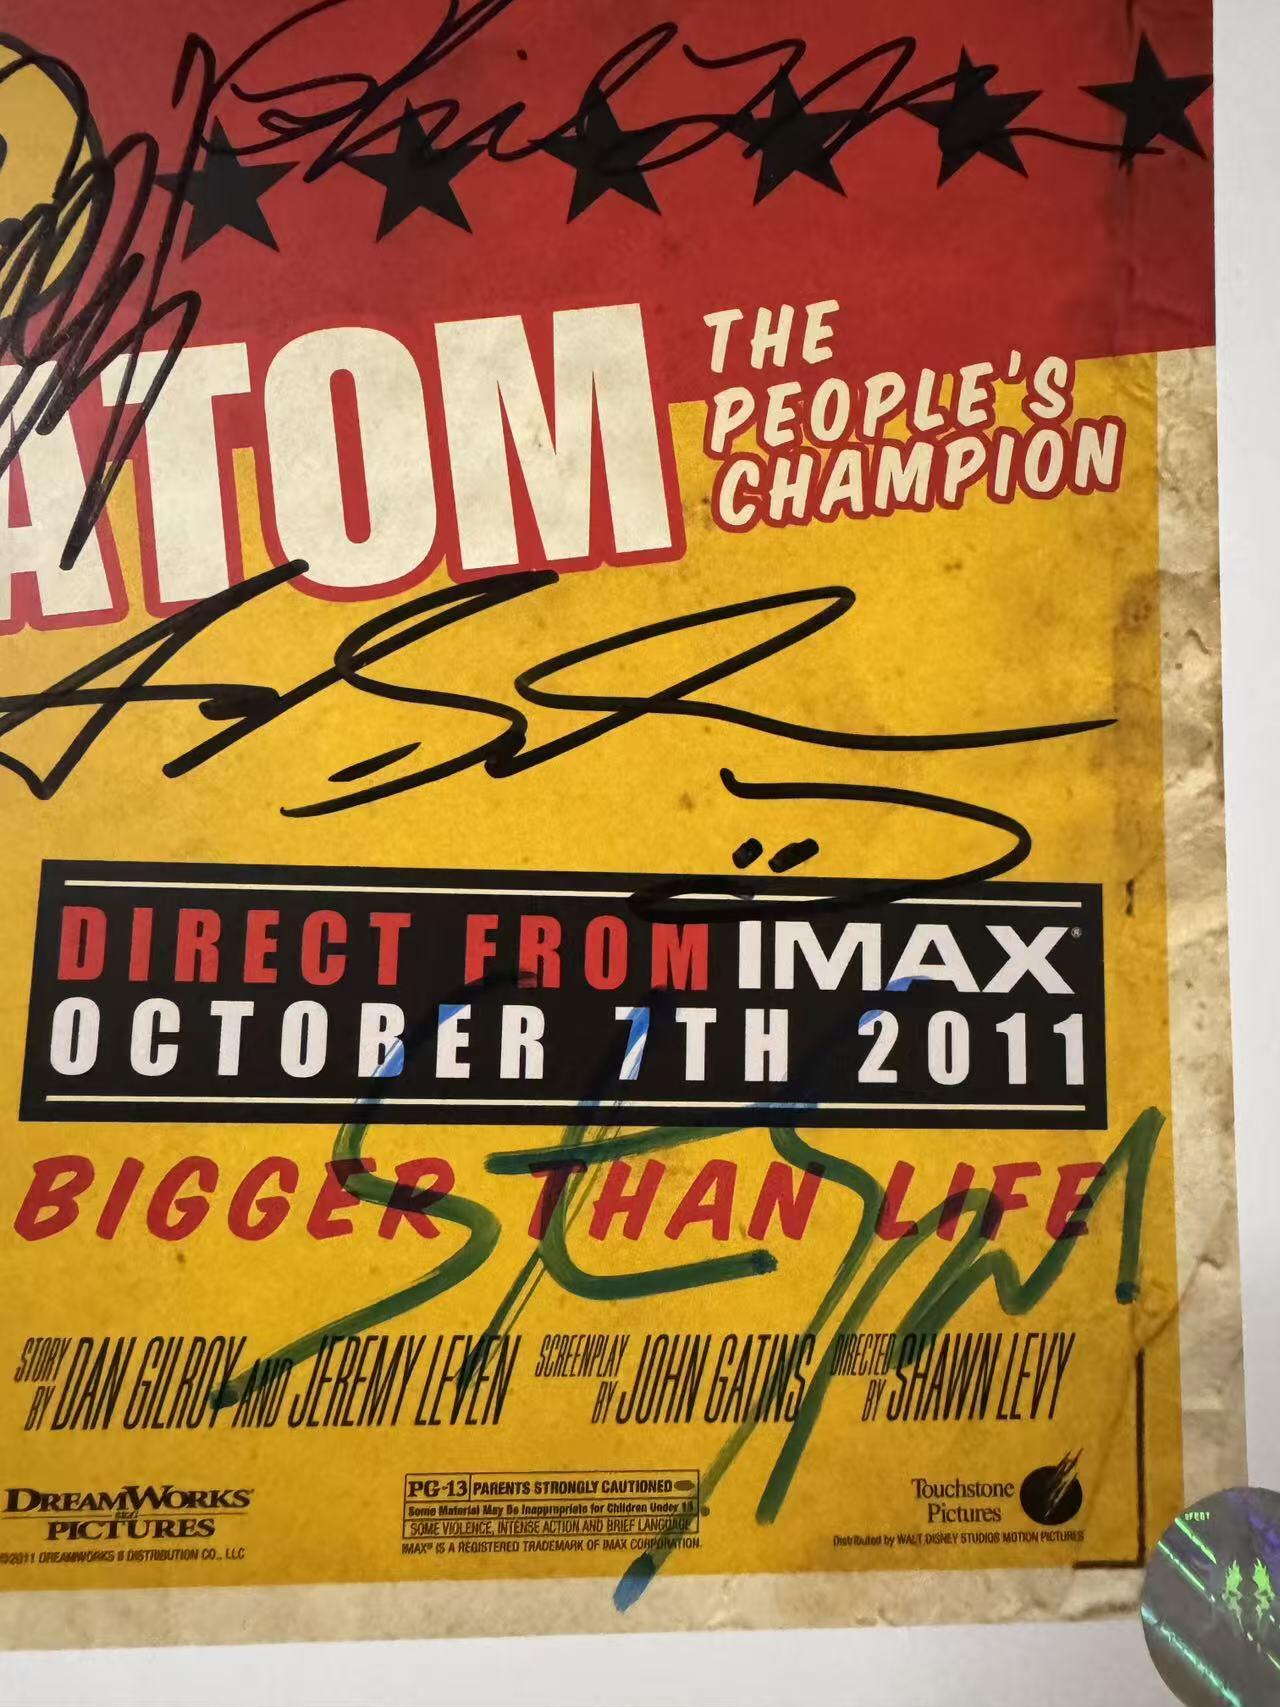 ATOM
THE
PEOPLE'S
CHAMPION
DIRECT FROM IMAX®
OCTOBER 7TH 2011
BIGGER THAN LIFE
STORY BY DAN GILROY AND JEREMY LEVEN SCREENPLAY BY JOHN GATINS DIRECTED BY SHAWN LEVY
DREAMWORKS
PICTURES
©2011 DREAMWORKS II DISTRIBUTION CO., LLC
PG-13 PARENTS STRONGLY CAUTIONED
Some Material May Be Inappropriate for Children Under 13
SOME VIOLENCE, INTENSE ACTION AND BRIEF LANGUAGE
IMAX® IS A REGISTERED TRADEMARK OF IMAX CORPORATION.
Touchstone
Pictures
Distributed by WALT DISNEY STUDIOS MOTION PICTURES